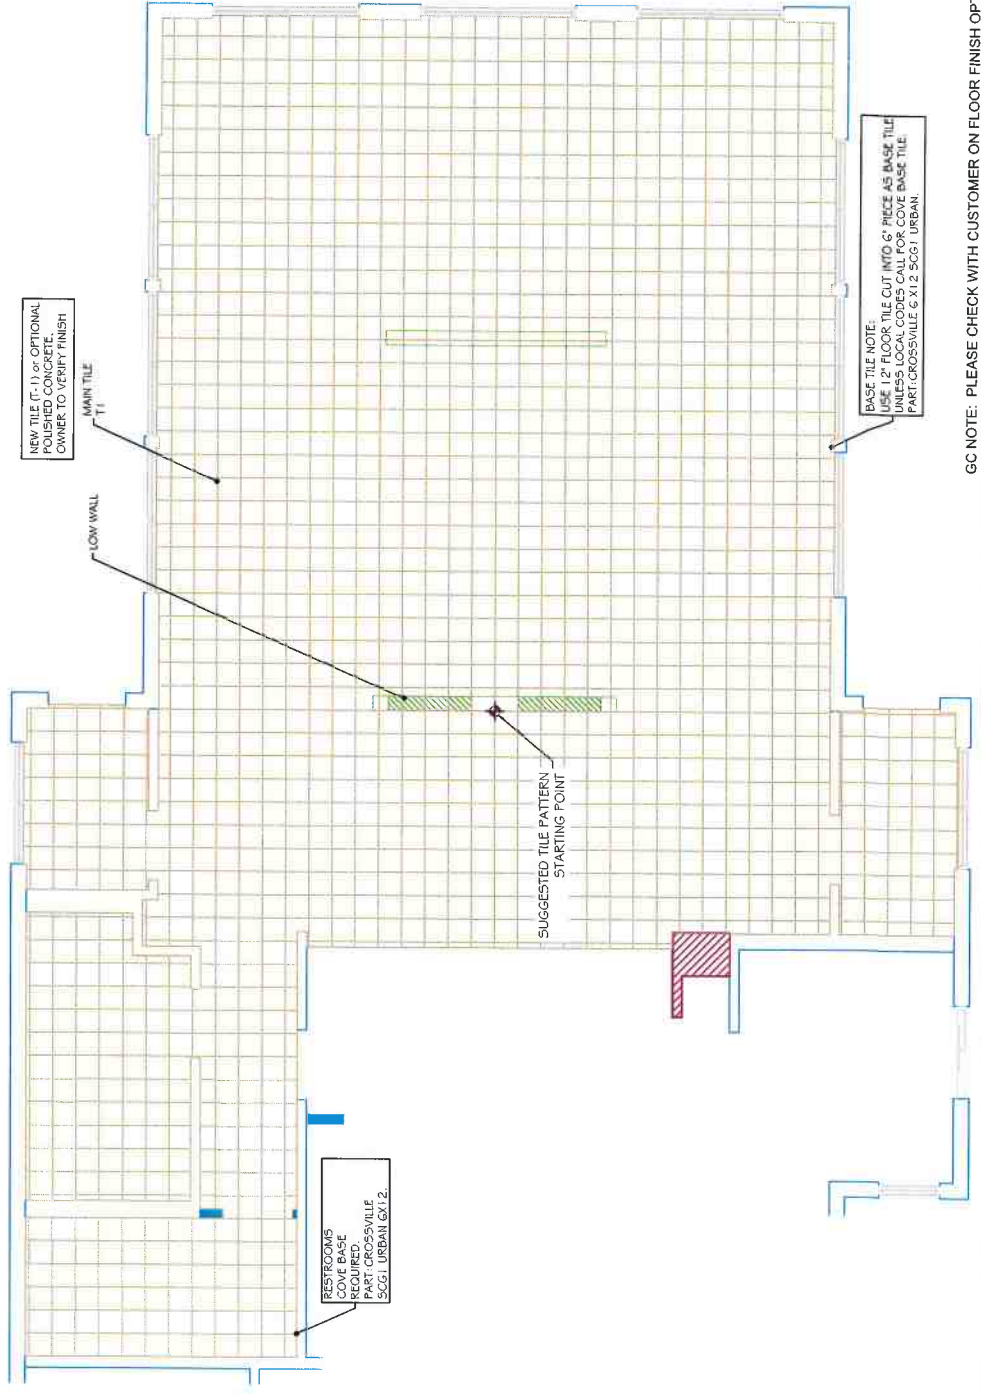 NEW TILE (T-1) or OPTIONAL
POLISHED CONCRETE.
OWNER TO VERIFY FINISH
MAIN TILE
T1
LOW WALL
SUGGESTED TILE PATTERN
STARTING POINT
RESTROOMS
COVE BASE
REQUIRED.
PART: CROSSVILLE
SCG1 URBAN 6X12.
BASE TILE NOTE:
USE 12" FLOOR TILE CUT INTO 6" PIECE AS BASE TILE
UNLESS LOCAL CODES CALL FOR COVE BASE TILE.
PART: CROSSVILLE 6 X12 SCG1 URBAN.
GC NOTE: PLEASE CHECK WITH CUSTOMER ON FLOOR FINISH